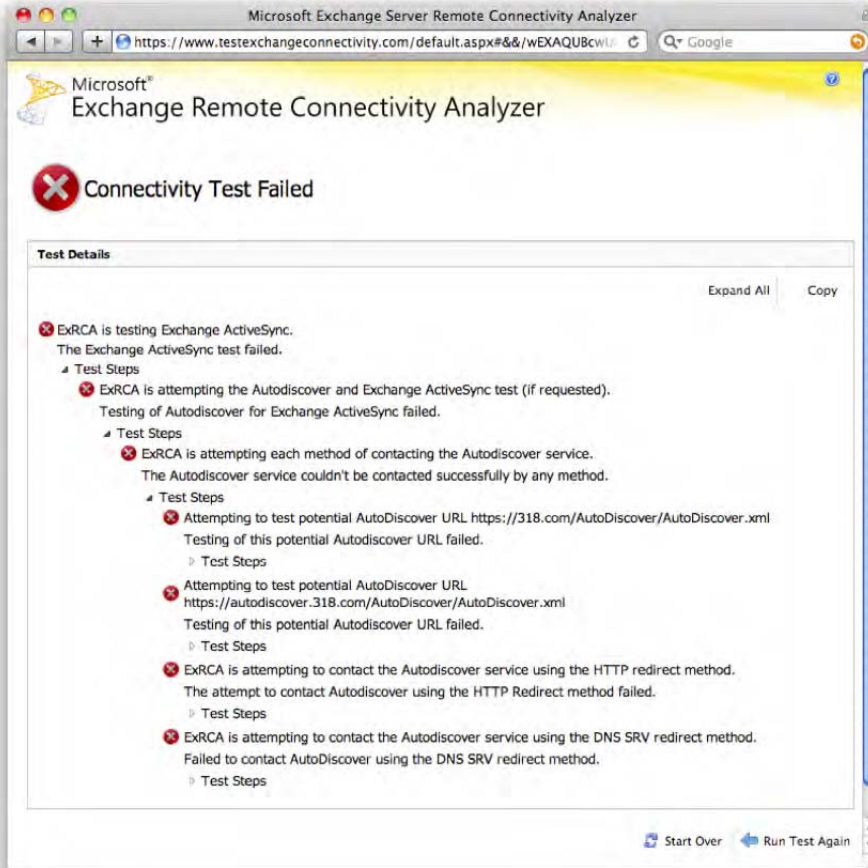 Microsoft Exchange Server Remote Connectivity Analyzer
https://www.testexchangeconnectivity.com/default.aspx#&&/wEXAQUBcwU
Google
Microsoft®
Exchange Remote Connectivity Analyzer
Connectivity Test Failed
Test Details
Expand All Copy
ExRCA is testing Exchange ActiveSync.
The Exchange ActiveSync test failed.
Test Steps
ExRCA is attempting the Autodiscover and Exchange ActiveSync test (if requested).
Testing of Autodiscover for Exchange ActiveSync failed.
Test Steps
ExRCA is attempting each method of contacting the Autodiscover service.
The Autodiscover service couldn't be contacted successfully by any method.
Test Steps
Attempting to test potential AutoDiscover URL https://318.com/AutoDiscover/AutoDiscover.xml
Testing of this potential Autodiscover URL failed.
Test Steps
Attempting to test potential AutoDiscover URL
https://autodiscover.318.com/AutoDiscover/AutoDiscover.xml
Testing of this potential Autodiscover URL failed.
Test Steps
ExRCA is attempting to contact the Autodiscover service using the HTTP redirect method.
The attempt to contact Autodiscover using the HTTP Redirect method failed.
Test Steps
ExRCA is attempting to contact the Autodiscover service using the DNS SRV redirect method.
Failed to contact AutoDiscover using the DNS SRV redirect method.
Test Steps
Start Over Run Test Again